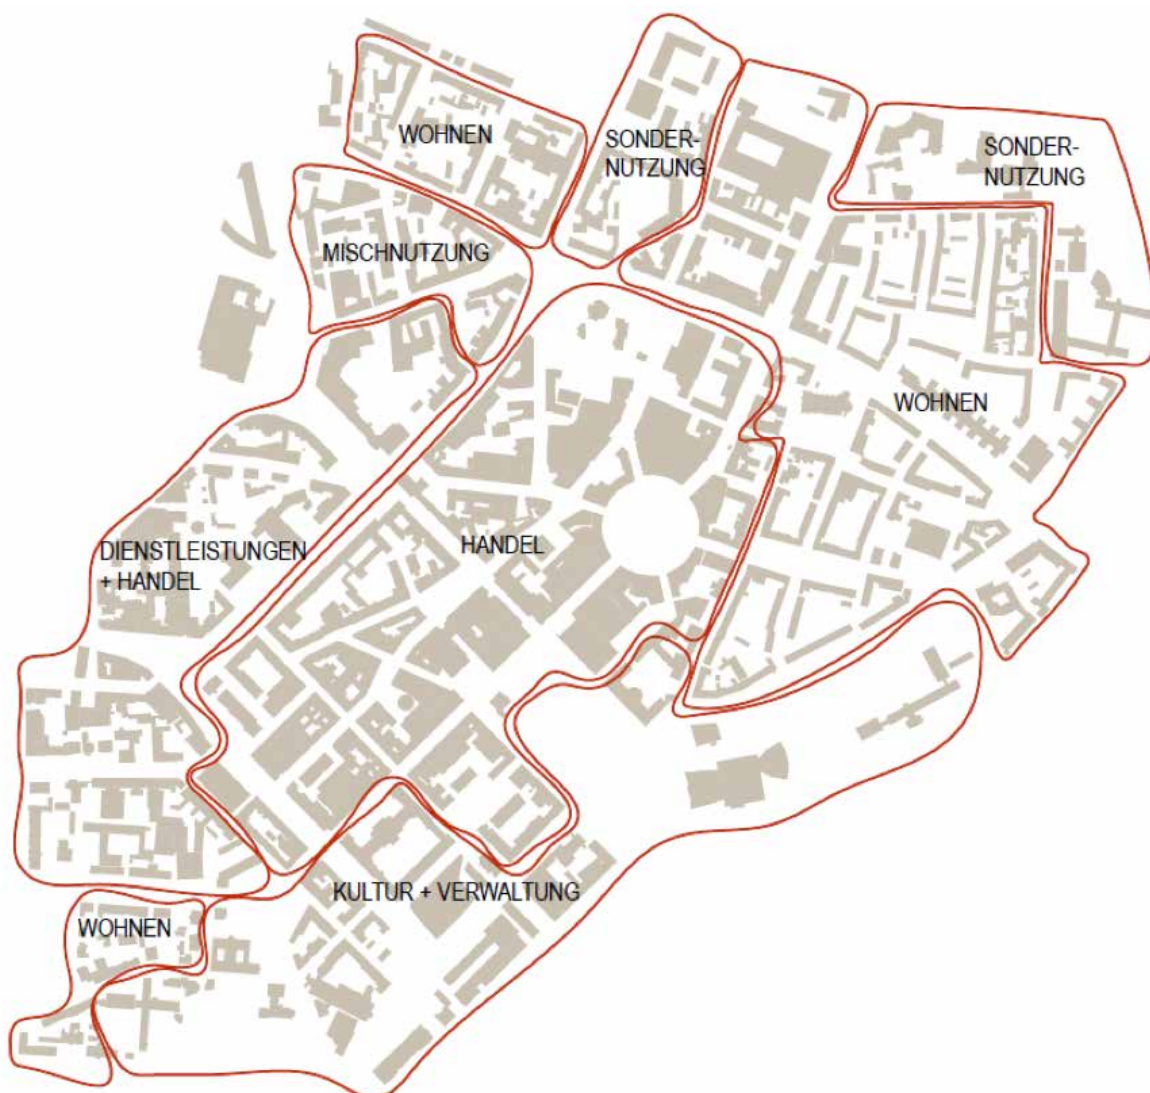 WOHNEN
SONDER-
NUTZUNG
SONDER-
NUTZUNG
MISCHNUTZUNG
WOHNEN
DIENSTLEISTUNGEN
+ HANDEL
HANDEL
KULTUR + VERWALTUNG
WOHNEN